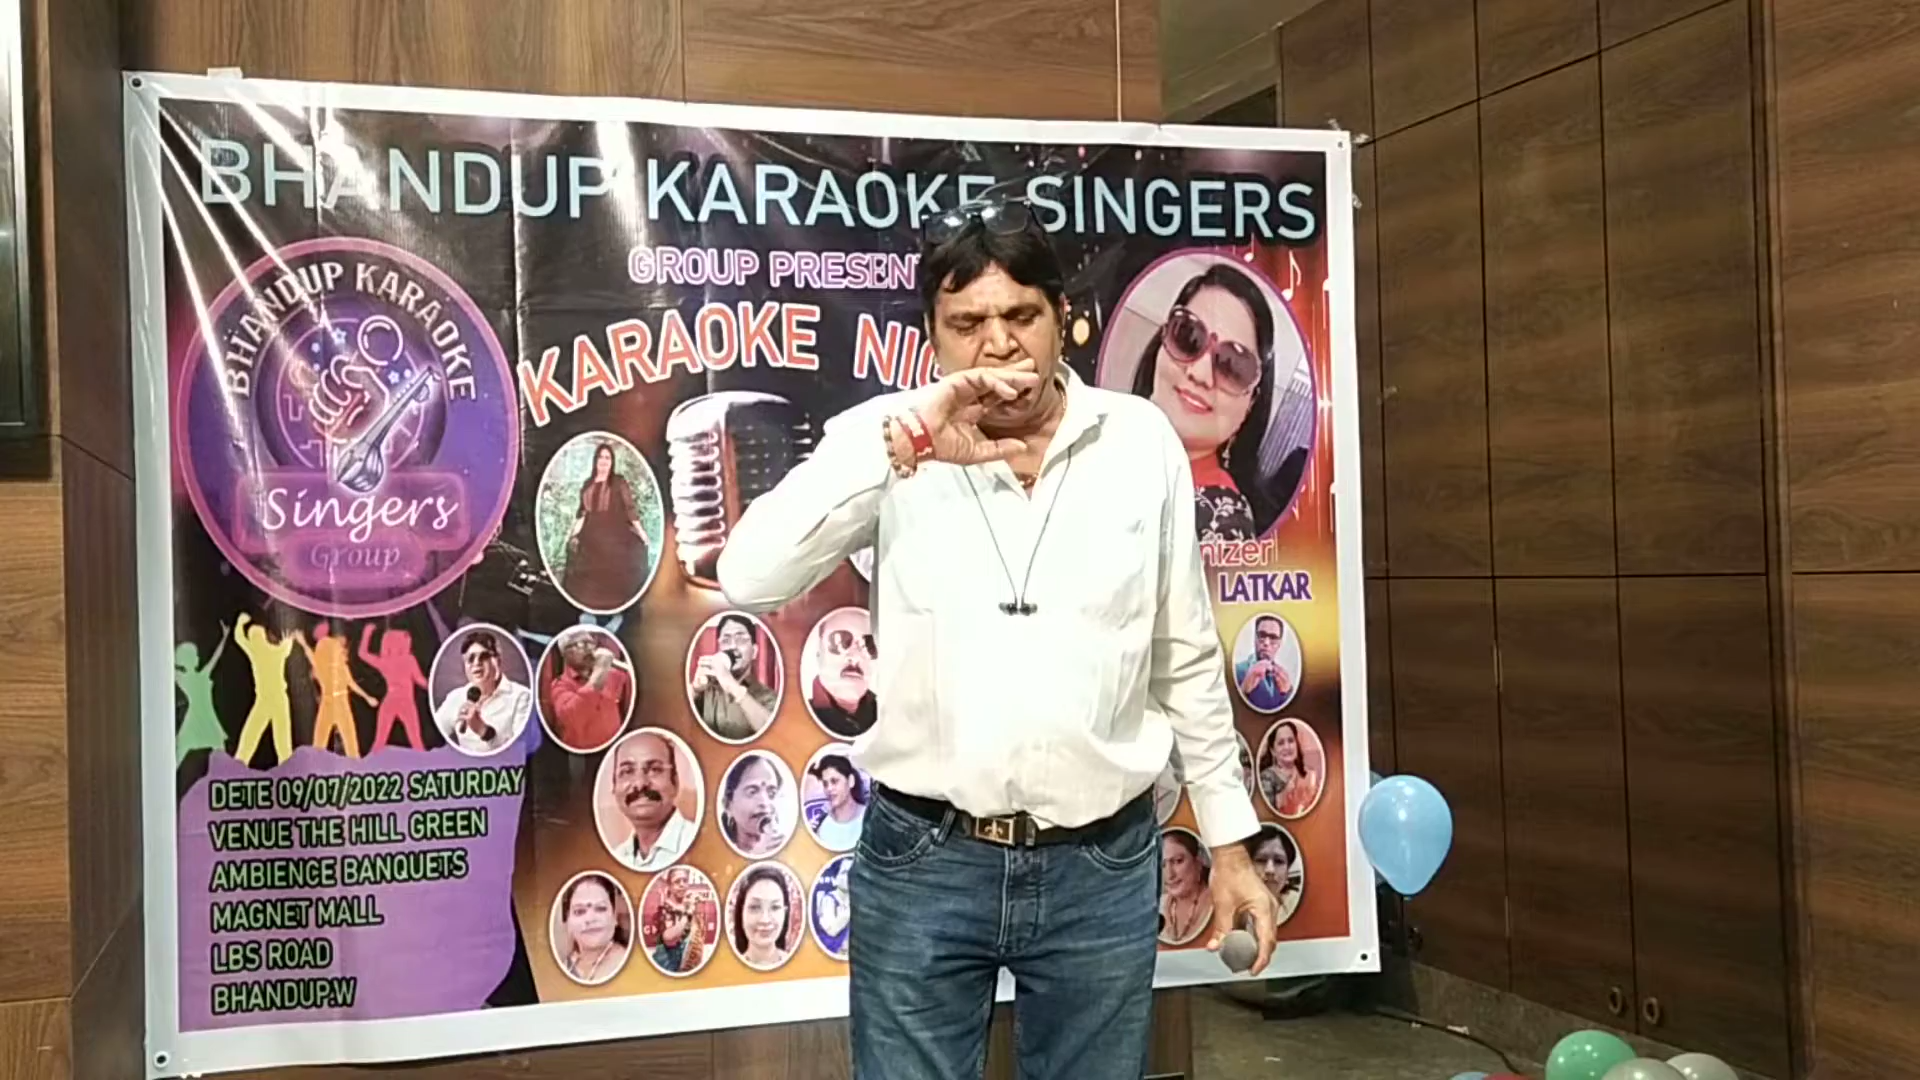 BHANDUP KARAOKE SINGERS
GROUP PRESENT
KARAOKE NIG
BHANDUP KARAOKE
Singers
Group
nizer
LATKAR
DETE 09/07/2022 SATURDAY
VENUE THE HILL GREEN
AMBIENCE BANQUETS
MAGNET MALL
LBS ROAD
BHANDUP.W